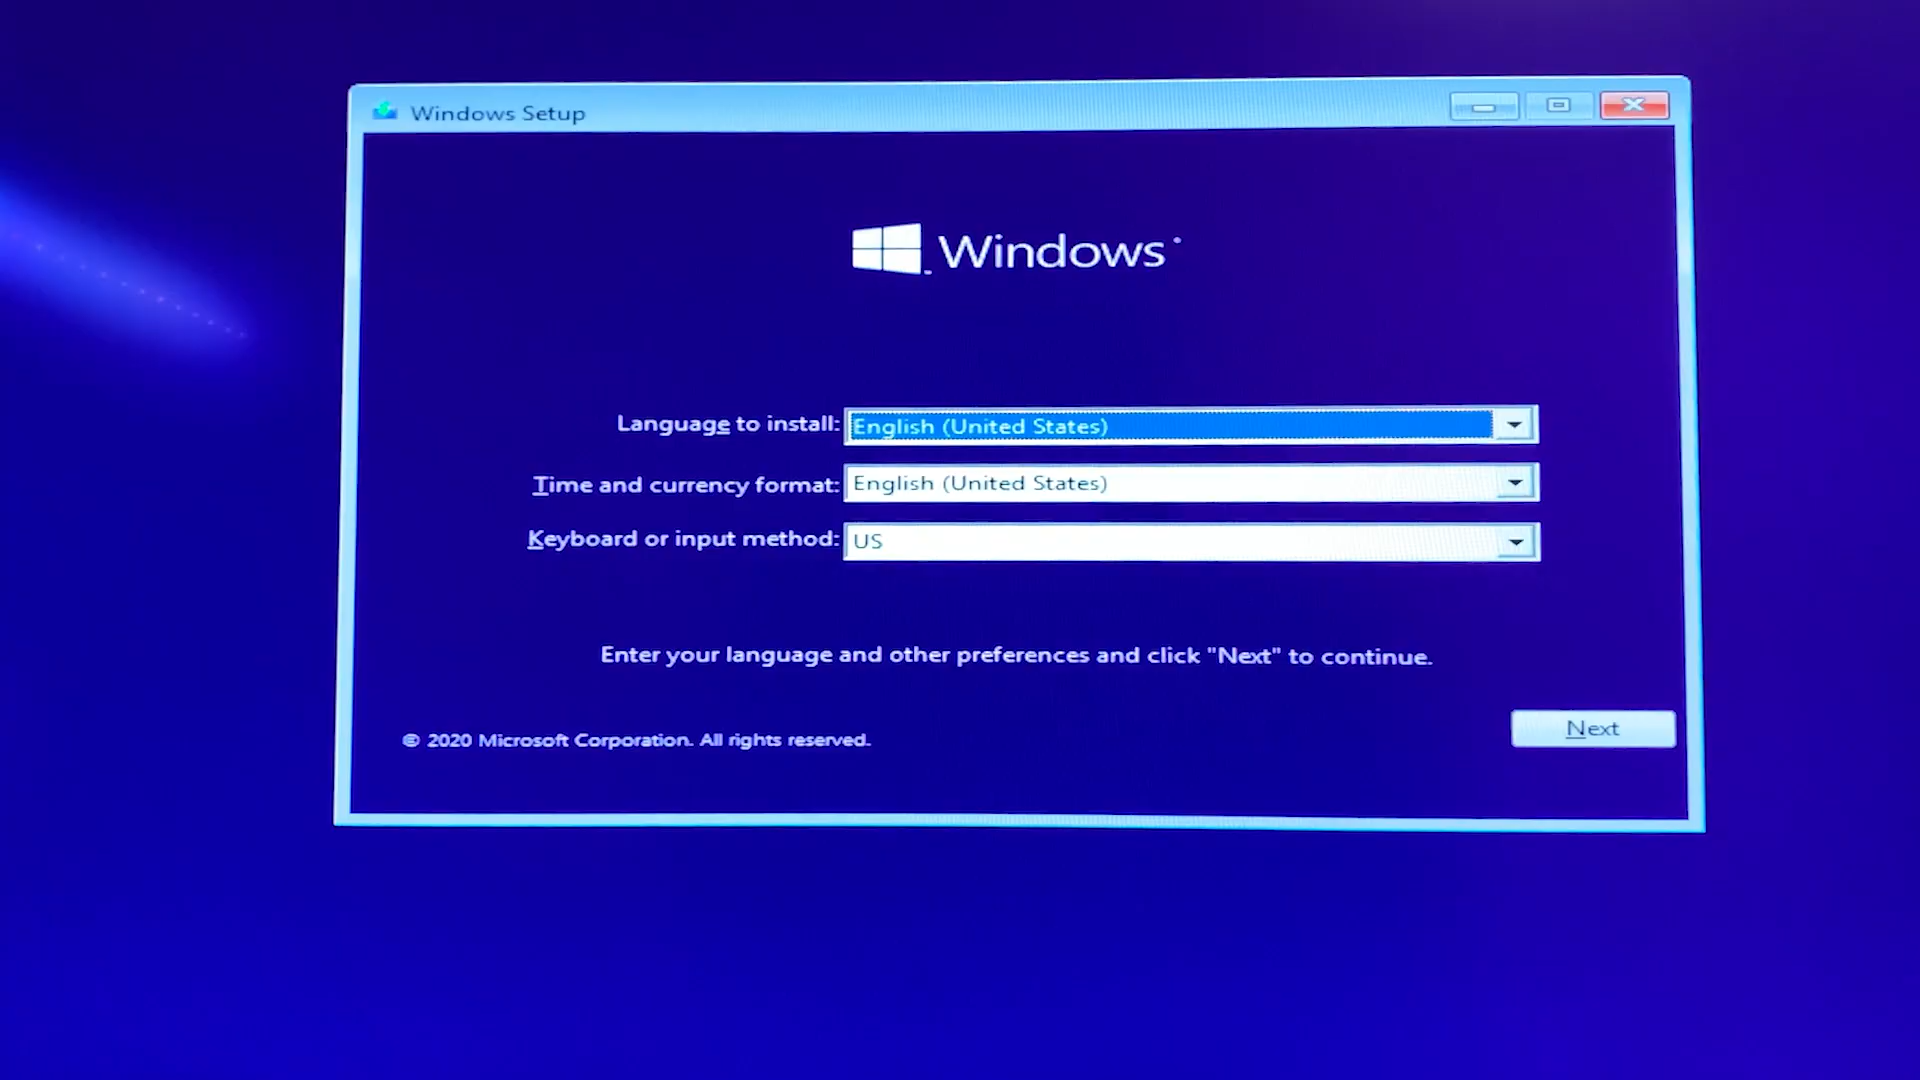 Windows Setup
Windows
Language to install: English (United States)
Time and currency format: English (United States)
Keyboard or input method: US
Enter your language and other preferences and click "Next" to continue.
© 2020 Microsoft Corporation. All rights reserved.
Next